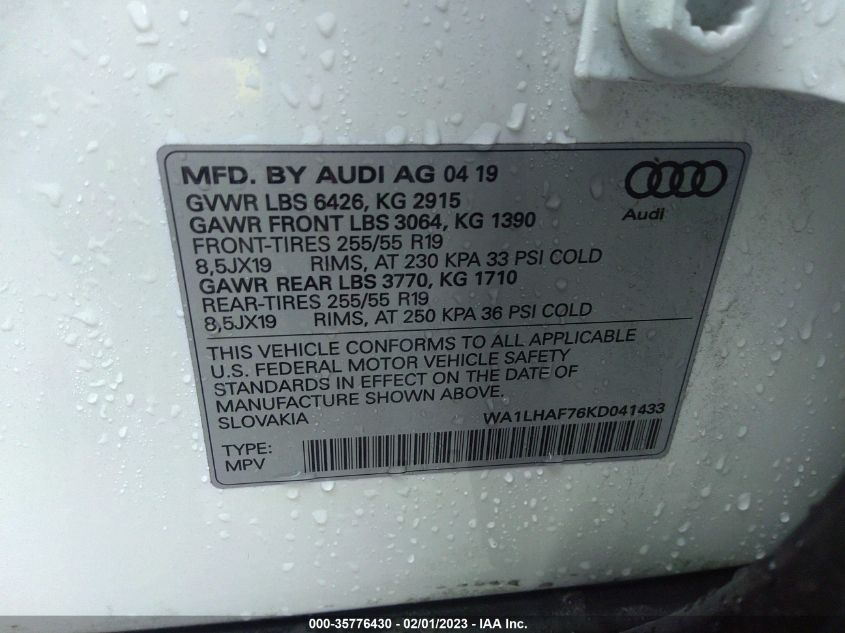 MFD. BY AUDI AG 04 19
GVWR LBS 6426, KG 2915
GAWR FRONT LBS 3064, KG 1390
FRONT-TIRES 255/55 R19
8,5JX19 RIMS, AT 230 KPA 33 PSI COLD
GAWR REAR LBS 3770, KG 1710
REAR-TIRES 255/55 R19
8,5JX19 RIMS, AT 250 KPA 36 PSI COLD
Audi
THIS VEHICLE CONFORMS TO ALL APPLICABLE
U.S. FEDERAL MOTOR VEHICLE SAFETY
STANDARDS IN EFFECT ON THE DATE OF
MANUFACTURE SHOWN ABOVE.
SLOVAKIA WA1LHAF76KD041433
TYPE:
MPV
000-35776430 - 02/01/2023 - IAA Inc.